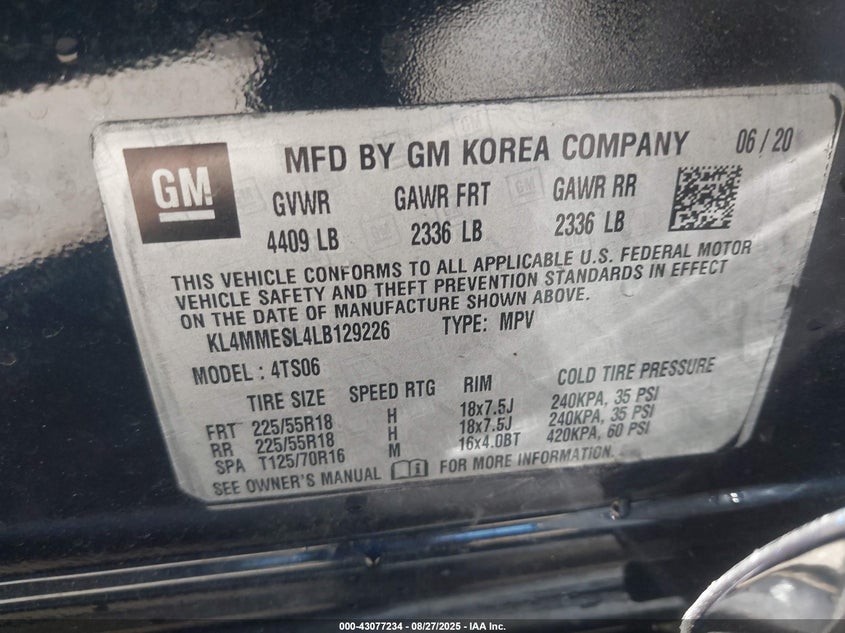 GM
MFD BY GM KOREA COMPANY 06/20
GVWR GAWR FRT GAWR RR
4409 LB 2336 LB 2336 LB
THIS VEHICLE CONFORMS TO ALL APPLICABLE U.S. FEDERAL MOTOR
VEHICLE SAFETY AND THEFT PREVENTION STANDARDS IN EFFECT
ON THE DATE OF MANUFACTURE SHOWN ABOVE.
KL4MMESL4LB129226 TYPE: MPV
MODEL : 4TS06
TIRE SIZE SPEED RTG RIM COLD TIRE PRESSURE
FRT 225/55R18 H 18x7.5J 240KPA, 35 PSI
RR 225/55R18 H 18x7.5J 240KPA, 35 PSI
SPA T125/70R16 M 16x4.0BT 420KPA, 60 PSI
SEE OWNER'S MANUAL FOR MORE INFORMATION.
000-43077234 - 08/27/2025 - IAA Inc.